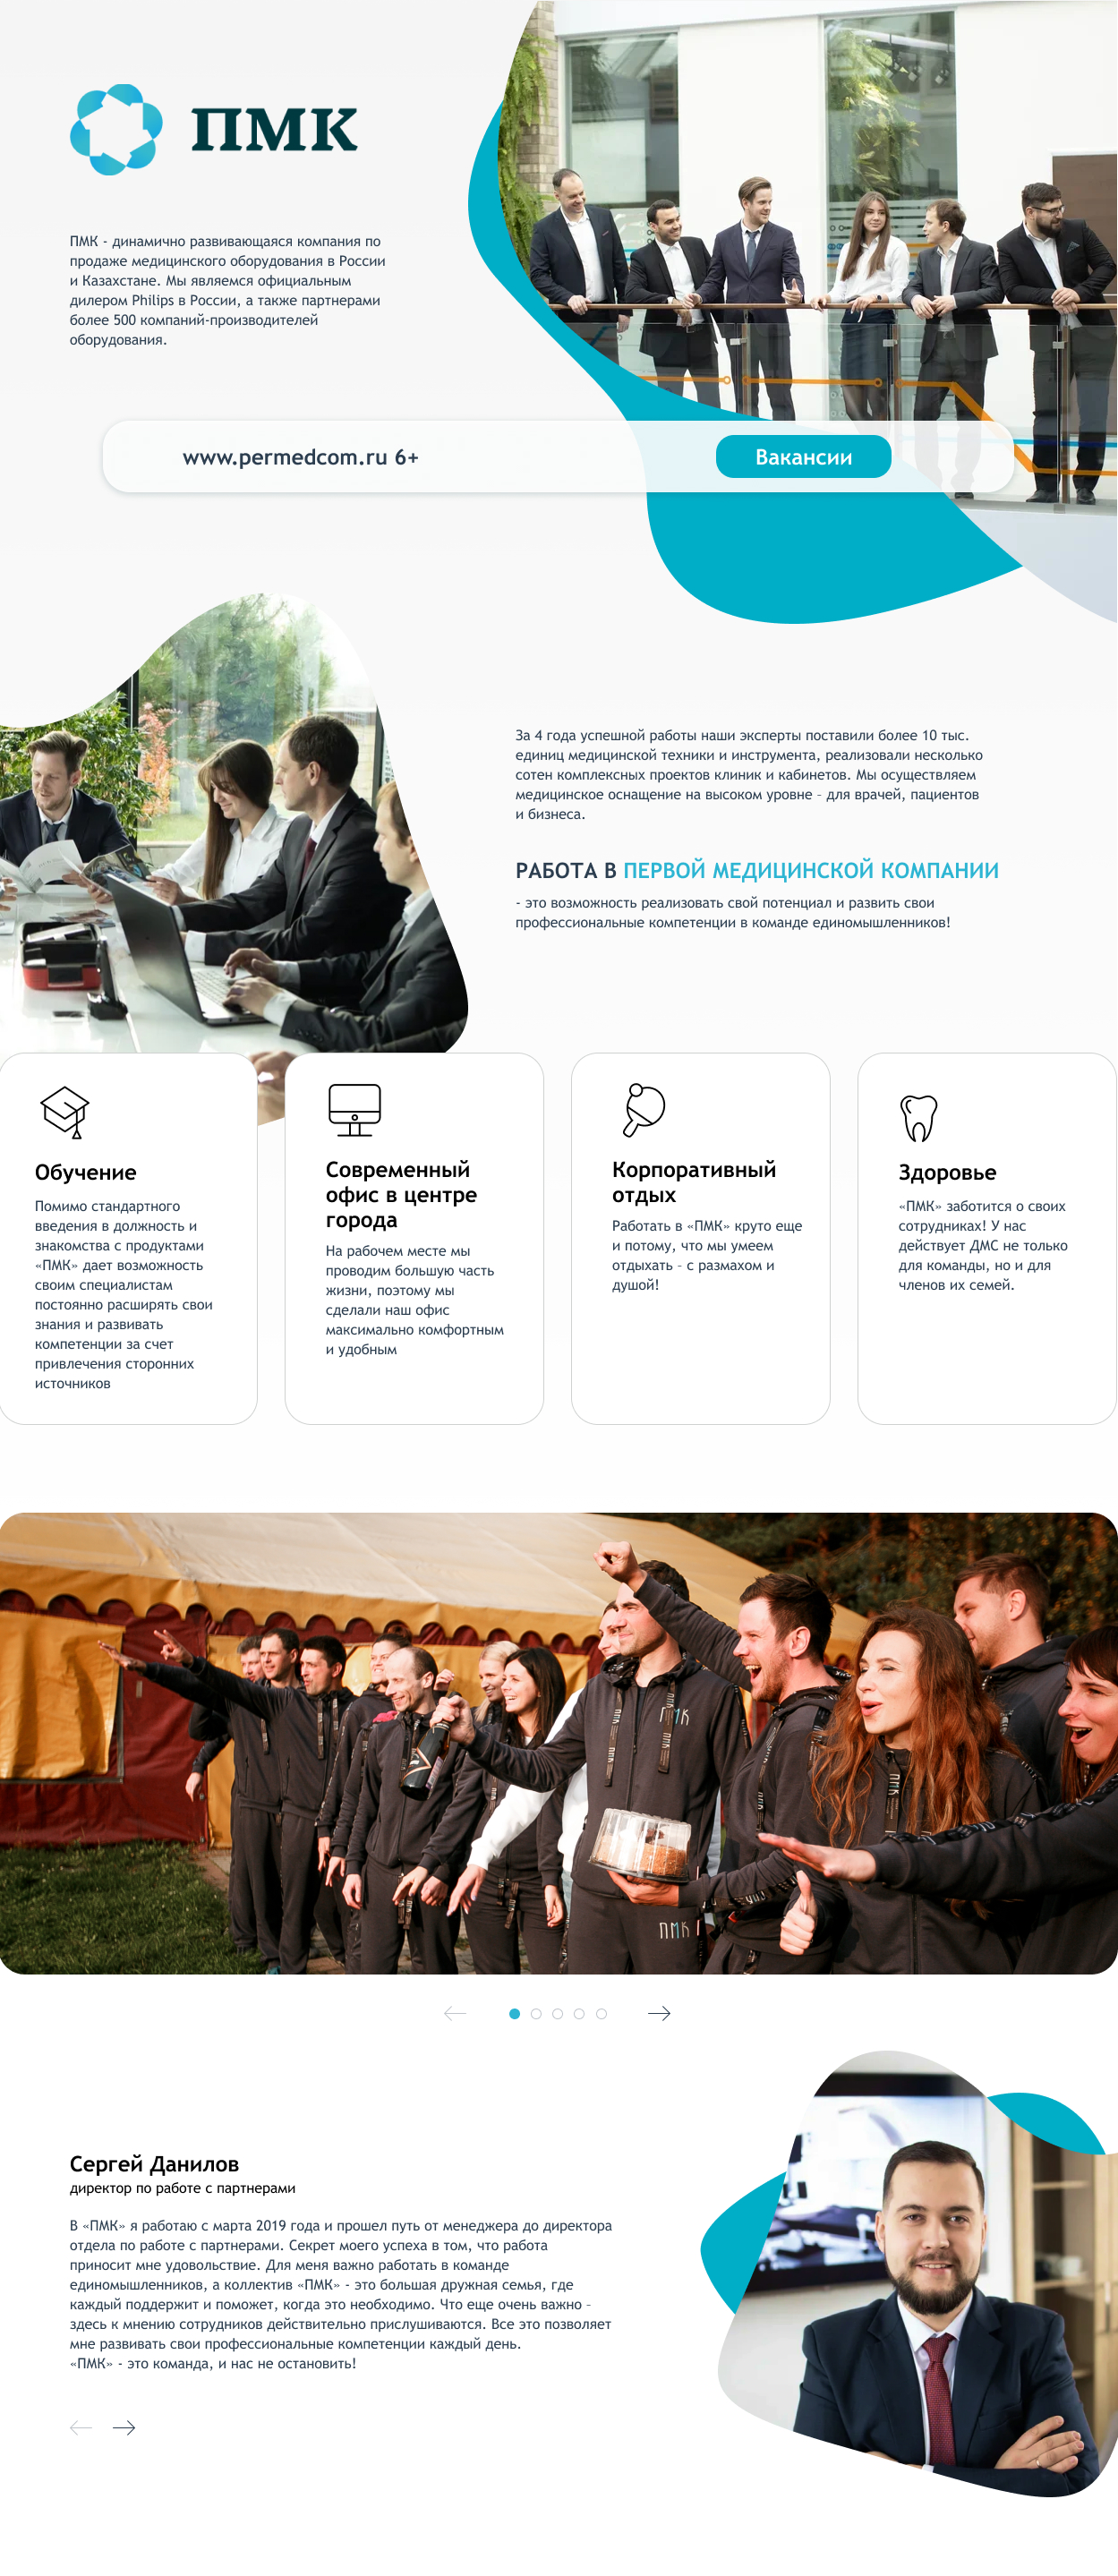 ПМК
ПМК - динамично развивающаяся компания по
продаже медицинского оборудования в России
и Казахстане. Мы являемся официальным
дилером Philips в России, а также партнерами
более 500 компаний-производителей
оборудования.
www.permedcom.ru 6+
Вакансии
За 4 года успешной работы наши эксперты поставили более 10 тыс.
единиц медицинской техники и инструмента, реализовали несколько
сотен комплексных проектов клиник и кабинетов. Мы осуществляем
медицинское оснащение на высоком уровне - для врачей, пациентов
и бизнеса.
РАБОТА В ПЕРВОЙ МЕДИЦИНСКОЙ КОМПАНИИ
- это возможность реализовать свой потенциал и развить свои
профессиональные компетенции в команде единомышленников!
Обучение
Помимо стандартного
введения в должность и
знакомства с продуктами
«ПМК» дает возможность
своим специалистам
постоянно расширять свои
знания и развивать
компетенции за счет
привлечения сторонних
источников
Современный
офис в центре
города
На рабочем месте мы
проводим большую часть
жизни, поэтому мы
сделали наш офис
максимально комфортным
и удобным
Корпоративный
отдых
Работать в «ПМК» круто еще
и потому, что мы умеем
отдыхать - с размахом и
душой!
Здоровье
«ПМК» заботится о своих
сотрудниках! У нас
действует ДМС не только
для команды, но и для
членов их семей.
ПМК
ПМК
ПМК
Сергей Данилов
директор по работе с партнерами
В «ПМК» я работаю с марта 2019 года и прошел путь от менеджера до директора
отдела по работе с партнерами. Секрет моего успеха в том, что работа
приносит мне удовольствие. Для меня важно работать в команде
единомышленников, а коллектив «ПМК» - это большая дружная семья, где
каждый поддержит и поможет, когда это необходимо. Что еще очень важно -
здесь к мнению сотрудников действительно прислушиваются. Все это позволяет
мне развивать свои профессиональные компетенции каждый день.
«ПМК» - это команда, и нас не остановить!